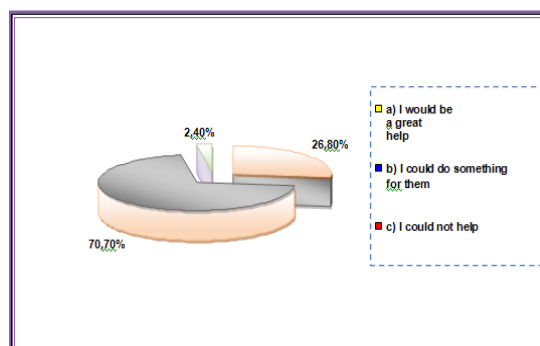 2,40%
26,80%
70,70%
a) I would be
a great
help
b) I could do something
for them
c) I could not help